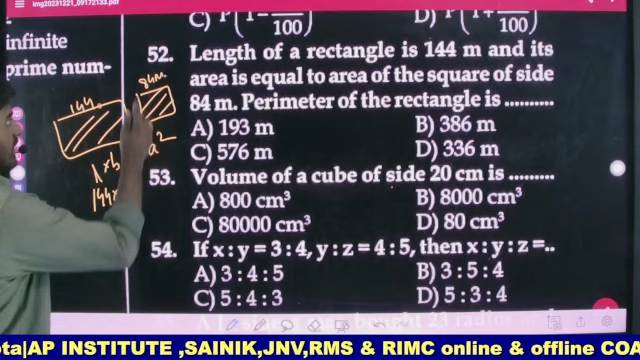 img20231221_09172133.pdf
infinite
prime num-
C) P(1- /100) D) P(1+ /100)
52. Length of a rectangle is 144 m and its
area is equal to area of the square of side
84 m. Perimeter of the rectangle is ..........
A) 193 m B) 386 m
C) 576 m D) 336 m
53. Volume of a cube of side 20 cm is .........
A) 800 cm³ B) 8000 cm³
C) 80000 cm³ D) 80 cm³
54. If x : y = 3 : 4, y : z = 4 : 5, then x : y : z =..
A) 3 : 4 : 5 B) 3 : 5 : 4
C) 5 : 4 : 3 D) 5 : 3 : 4
84m
144
a²
144×
ota|AP INSTITUTE ,SAINIK,JNV,RMS & RIMC online & offline COA